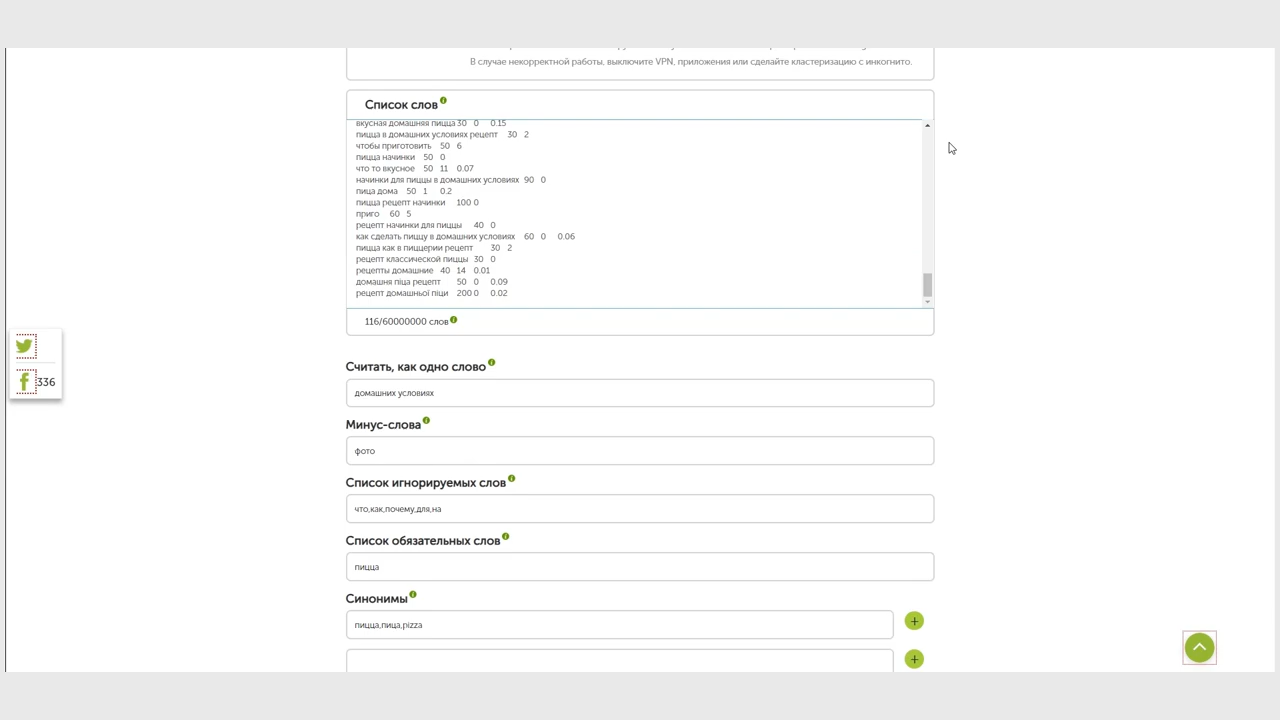 В случае некорректной работы, выключите VPN, приложения или сделайте кластеризацию с инкогнито.
Список слов
вкусная домашняя пицца 30 0 0.15
пицца в домашних условиях рецепт 30 2
чтобы приготовить 50 6
пицца начинки 50 0
что то вкусное 50 11 0.07
начинки для пиццы в домашних условиях 90 0
пица дома 50 1 0.2
пицца рецепт начинки 100 0
приго 60 5
рецепт начинки для пиццы 40 0
как сделать пиццу в домашних условиях 60 0 0.06
пицца как в пиццерии рецепт 30 2
рецепт классической пиццы 30 0
рецепты домашние 40 14 0.01
домашня піца рецепт 50 0 0.09
рецепт домашньої піци 200 0 0.02
116/60000000 слов
336
Считать, как одно слово
домашних условиях
Минус-слова
фото
Список игнорируемых слов
что,как,почему,для,на
Список обязательных слов
пицца
Синонимы
пицца,пица,pizza